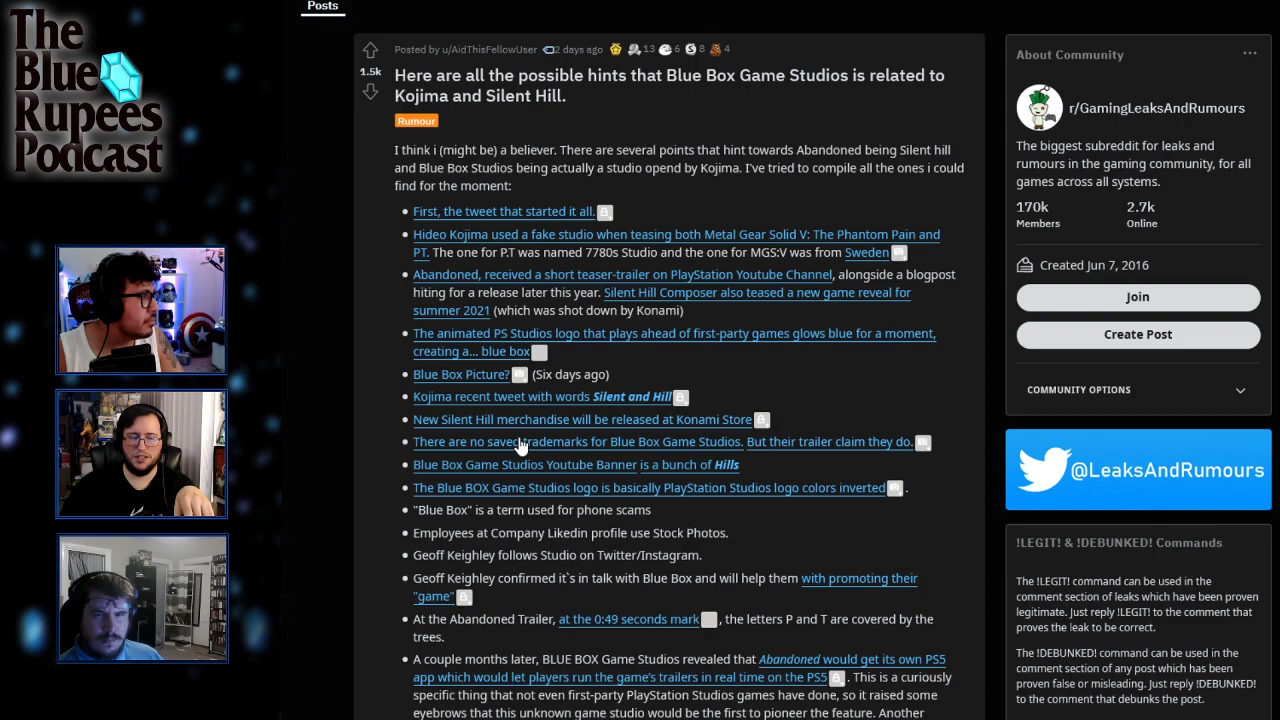 The
Blue
Rupees
Podcast
Posts
Posted by u/AidThisFellowUser 2 days ago 13 6 8 4
1.5k
Here are all the possible hints that Blue Box Game Studios is related to
Kojima and Silent Hill.
Rumour
I think i (might be) a believer. There are several points that hint towards Abandoned being Silent hill
and Blue Box Studios being actually a studio opend by Kojima. I've tried to compile all the ones i could
find for the moment:
First, the tweet that started it all.
Hideo Kojima used a fake studio when teasing both Metal Gear Solid V: The Phantom Pain and
PT. The one for P.T was named 7780s Studio and the one for MGS:V was from Sweden
Abandoned, received a short teaser-trailer on PlayStation Youtube Channel, alongside a blogpost
hiting for a release later this year. Silent Hill Composer also teased a new game reveal for
summer 2021 (which was shot down by Konami)
The animated PS Studios logo that plays ahead of first-party games glows blue for a moment,
creating a... blue box
Blue Box Picture? (Six days ago)
Kojima recent tweet with words Silent and Hill
New Silent Hill merchandise will be released at Konami Store
There are no saved trademarks for Blue Box Game Studios. But their trailer claim they do.
Blue Box Game Studios Youtube Banner is a bunch of Hills
The Blue BOX Game Studios logo is basically PlayStation Studios logo colors inverted .
"Blue Box" is a term used for phone scams
Employees at Company Likedin profile use Stock Photos.
Geoff Keighley follows Studio on Twitter/Instagram.
Geoff Keighley confirmed it`s in talk with Blue Box and will help them with promoting their
"game"
At the Abandoned Trailer, at the 0:49 seconds mark , the letters P and T are covered by the
trees.
A couple months later, BLUE BOX Game Studios revealed that Abandoned would get its own PS5
app which would let players run the game's trailers in real time on the PS5 . This is a curiously
specific thing that not even first-party PlayStation Studios games have done, so it raised some
eyebrows that this unknown game studio would be the first to pioneer the feature. Another
About Community
r/GamingLeaksAndRumours
The biggest subreddit for leaks and
rumours in the gaming community, for all
games across all systems.
170k 2.7k
Members Online
Created Jun 7, 2016
Join
Create Post
COMMUNITY OPTIONS
@LeaksAndRumours
!LEGIT! & !DEBUNKED! Commands
The !LEGIT! command can be used in the
comment section of leaks which have been proven
legitimate. Just reply !LEGIT! to the comment that
proves the leak to be correct.
The !DEBUNKED! command can be used in the
comment section of any post which has been
proven false or misleading. Just reply !DEBUNKED!
to the comment that debunks the post.